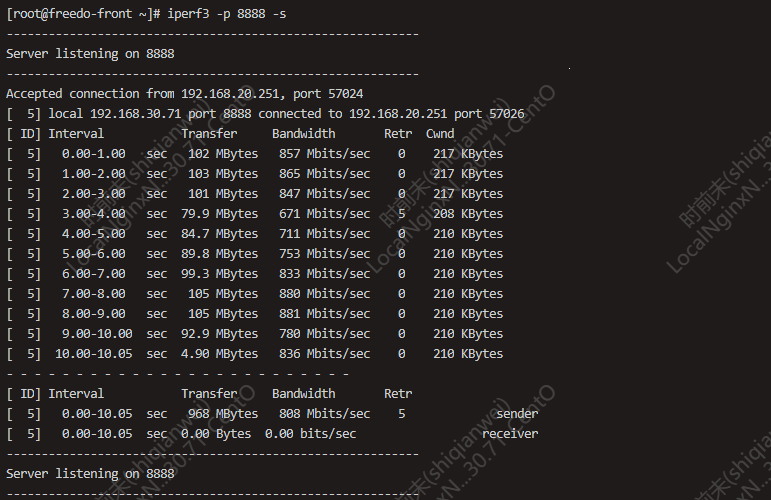 [root@freedo-front ~]# iperf3 -p 8888 -s
-----------------------------------------------------------
Server listening on 8888
-----------------------------------------------------------
Accepted connection from 192.168.20.251, port 57024
[  5] local 192.168.30.71 port 8888 connected to 192.168.20.251 port 57026
[ ID] Interval           Transfer     Bandwidth       Retr  Cwnd
[  5]   0.00-1.00   sec   102 MBytes   857 Mbits/sec    0    217 KBytes
[  5]   1.00-2.00   sec   103 MBytes   865 Mbits/sec    0    217 KBytes
[  5]   2.00-3.00   sec   101 MBytes   847 Mbits/sec    0    217 KBytes
[  5]   3.00-4.00   sec  79.9 MBytes   671 Mbits/sec    5    208 KBytes
[  5]   4.00-5.00   sec  84.7 MBytes   711 Mbits/sec    0    210 KBytes
[  5]   5.00-6.00   sec  89.8 MBytes   753 Mbits/sec    0    210 KBytes
[  5]   6.00-7.00   sec  99.3 MBytes   833 Mbits/sec    0    210 KBytes
[  5]   7.00-8.00   sec   105 MBytes   880 Mbits/sec    0    210 KBytes
[  5]   8.00-9.00   sec   105 MBytes   881 Mbits/sec    0    210 KBytes
[  5]   9.00-10.00  sec  92.9 MBytes   780 Mbits/sec    0    210 KBytes
[  5]  10.00-10.05  sec  4.90 MBytes   836 Mbits/sec    0    210 KBytes
- - - - - - - - - - - - - - - - - - - - - - - - -
[ ID] Interval           Transfer     Bandwidth       Retr
[  5]   0.00-10.05  sec   968 MBytes   808 Mbits/sec    5             sender
[  5]   0.00-10.05  sec  0.00 Bytes  0.00 bits/sec                  receiver
-----------------------------------------------------------
Server listening on 8888
-----------------------------------------------------------
时前未(shiqianwei)
LocalNginxN...30.71-CentO
时前未(shiqianwei)
LocalNginxN...30.71-CentO